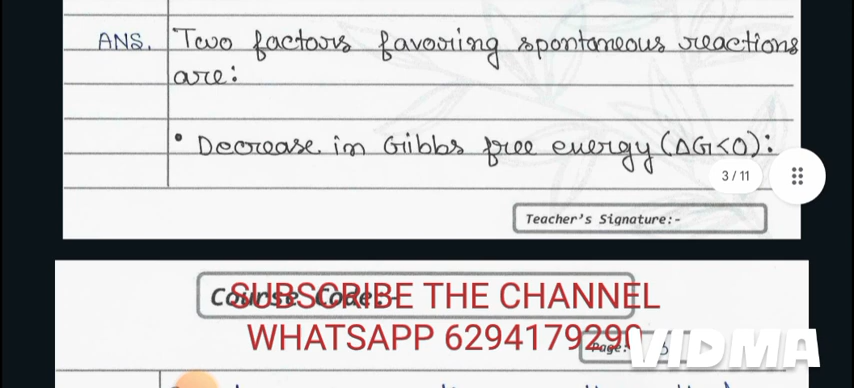 ANS. Two factors favoring spontaneous reactions
are:
• Decrease in Gibbs free energy (ΔG<0):
3 / 11
Teacher's Signature:-
Course Code:-
SUBSCRIBE THE CHANNEL
WHATSAPP 6294179290
Page:
VIDMA